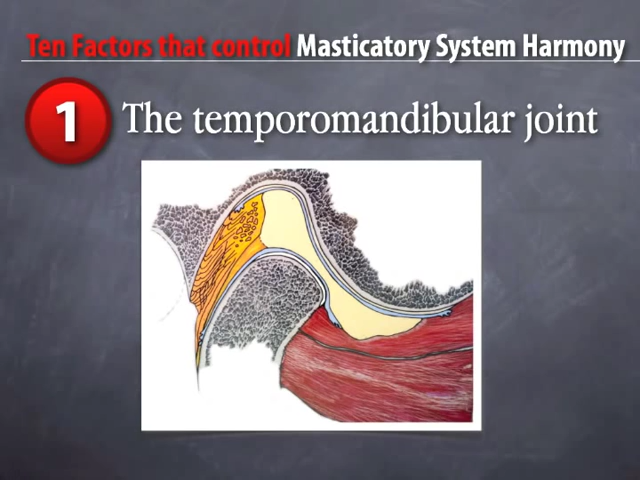 Ten Factors that control Masticatory System Harmony
1
The temporomandibular joint